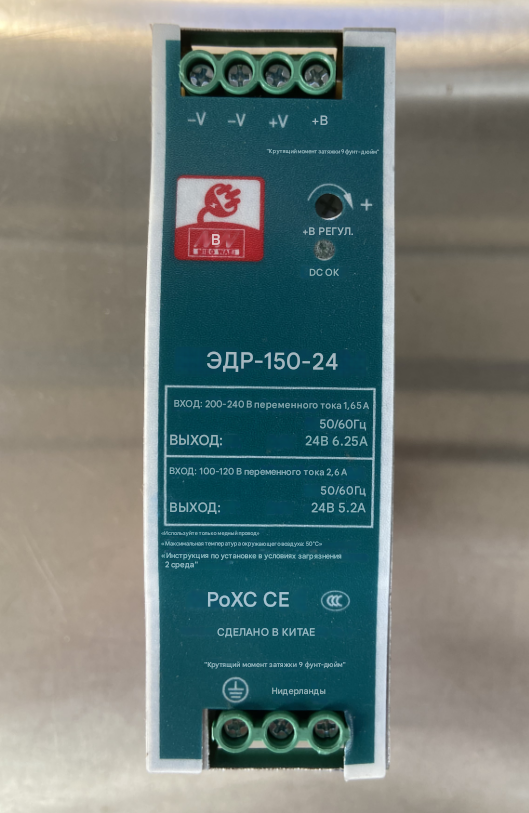 -V -V +V +В
"Крутящий момент затяжки 9 фунт-дюйм"
+
В
+В РЕГУЛ.
DC OK
ЭДР-150-24
ВХОД: 200-240 В переменного тока 1,65 А
50/60Гц
ВЫХОД: 24В 6.25А
ВХОД: 100-120 В переменного тока 2,6 А
50/60Гц
ВЫХОД: 24В 5.2А
«Используйте только медный провод»
«Максимальная температура окружающего воздуха: 50°C»
«Инструкция по установке в условиях загрязнения
2 среда"
РоХС СЕ
СДЕЛАНО В КИТАЕ
"Крутящий момент затяжки 9 фунт-дюйм"
Нидерланды